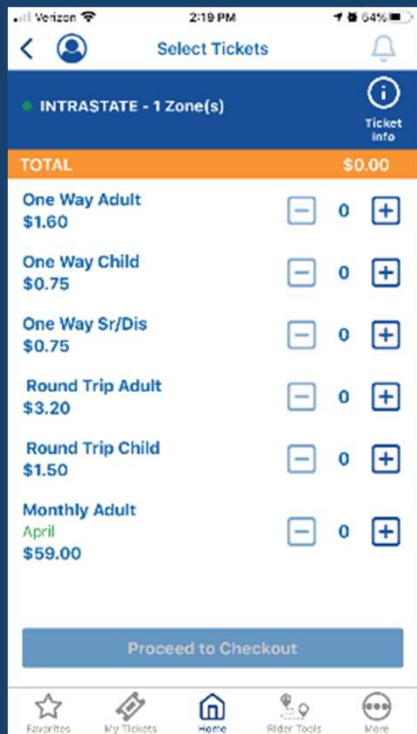 Verizon 2:19 PM 64%
Select Tickets
INTRASTATE - 1 Zone(s)
Ticket
Info
TOTAL $0.00
One Way Adult
$1.60
0
One Way Child
$0.75
0
One Way Sr/Dis
$0.75
0
Round Trip Adult
$3.20
0
Round Trip Child
$1.50
0
Monthly Adult
April
$59.00
0
Proceed to Checkout
Favorites My Tickets Home Rider Tools More